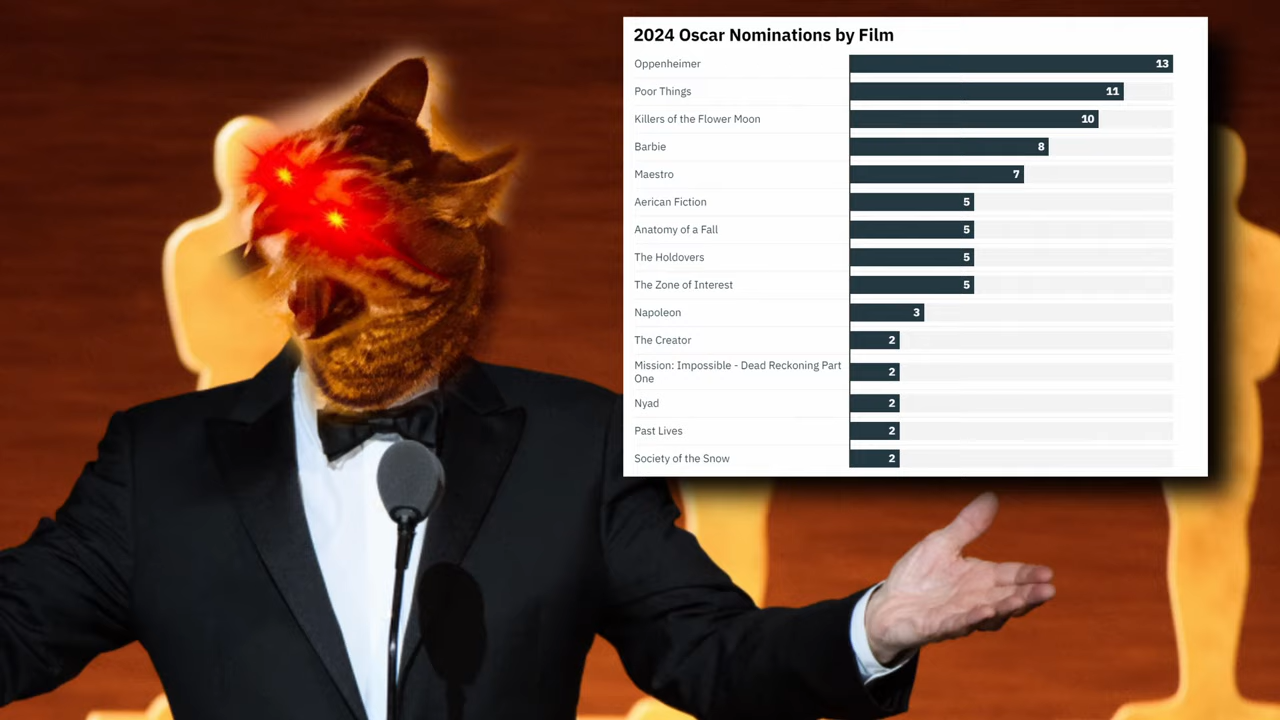 2024 Oscar Nominations by Film
Oppenheimer 13
Poor Things 11
Killers of the Flower Moon 10
Barbie 8
Maestro 7
Aerican Fiction 5
Anatomy of a Fall 5
The Holdovers 5
The Zone of Interest 5
Napoleon 3
The Creator 2
Mission: Impossible - Dead Reckoning Part
One 2
Nyad 2
Past Lives 2
Society of the Snow 2